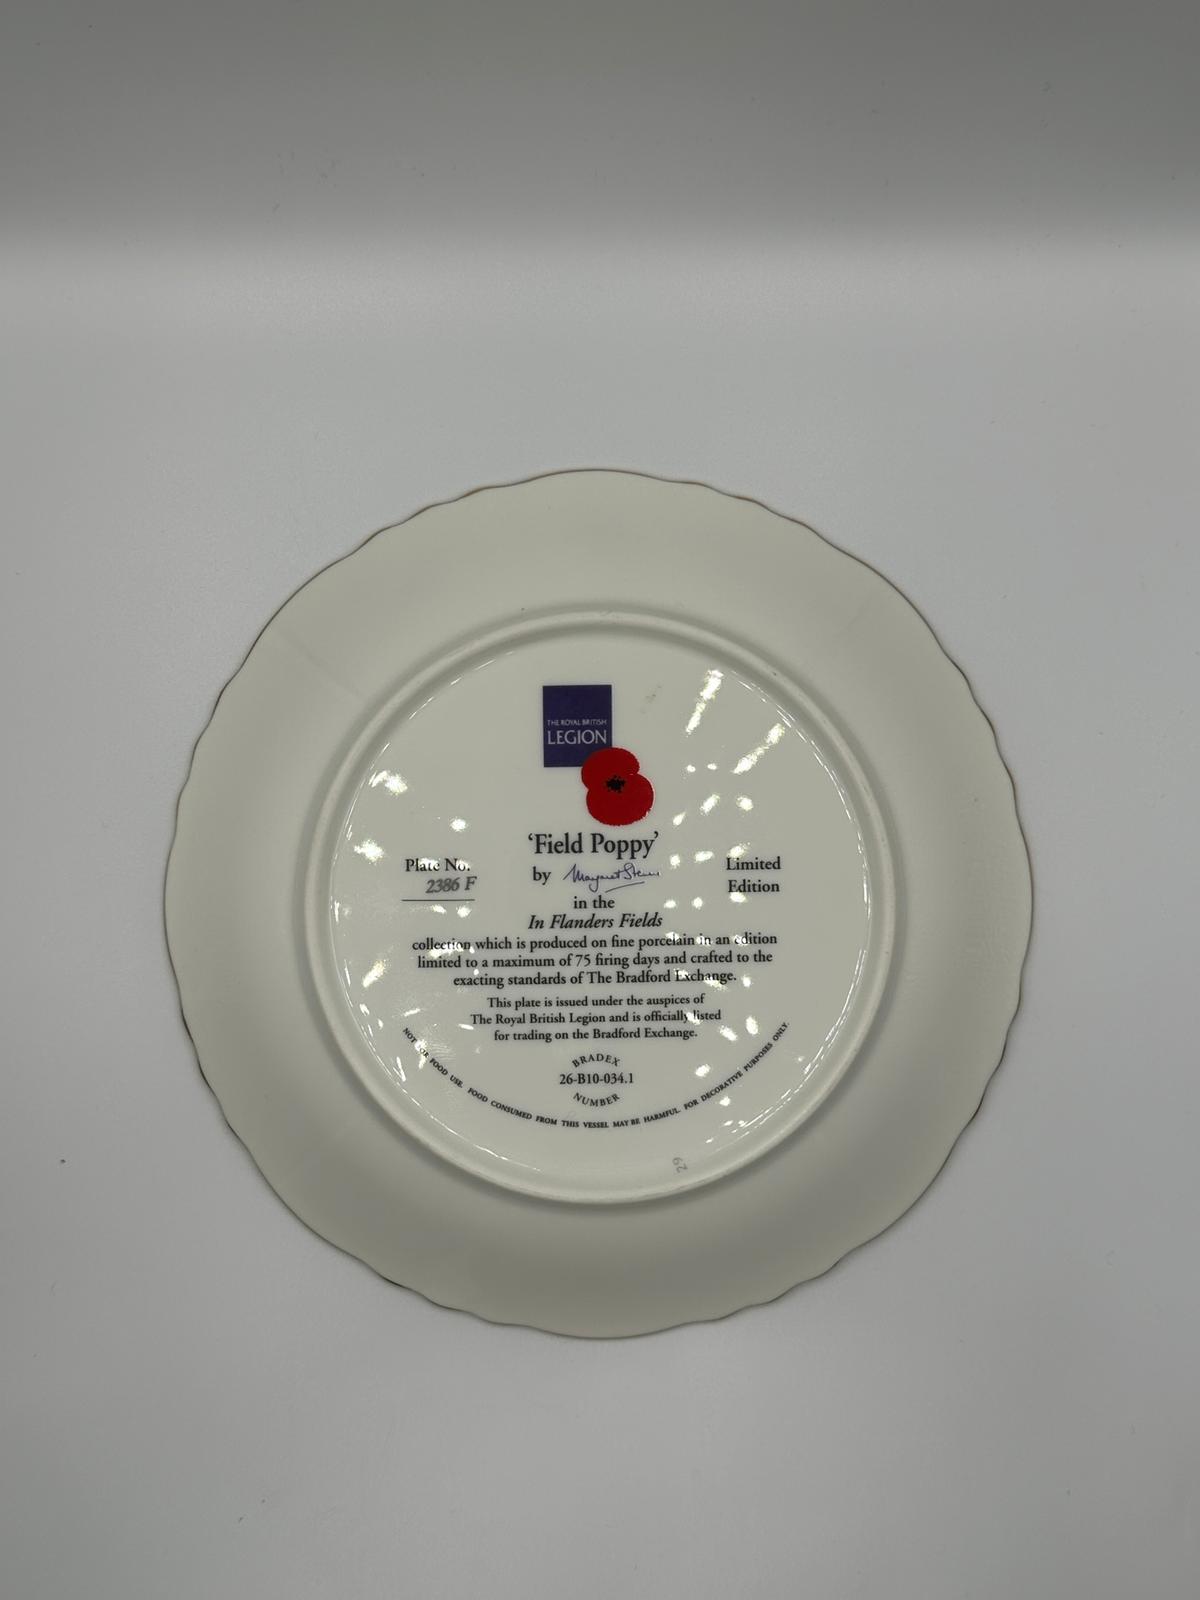 THE ROYAL BRITISH
LEGION
'Field Poppy'
Plate No.
2386 F
by Margaret
Limited
Edition
in the
In Flanders Fields
collection which is produced on fine porcelain in an edition
limited to a maximum of 75 firing days and crafted to the
exacting standards of The Bradford Exchange.
This plate is issued under the auspices of
The Royal British Legion and is officially listed
for trading on the Bradford Exchange.
BRADEX
26-B10-034.1
NUMBER
NOT FOR FOOD USE. FOOD CONSUMED FROM THIS VESSEL MAY BE HARMFUL. FOR DECORATIVE PURPOSES ONLY.
29